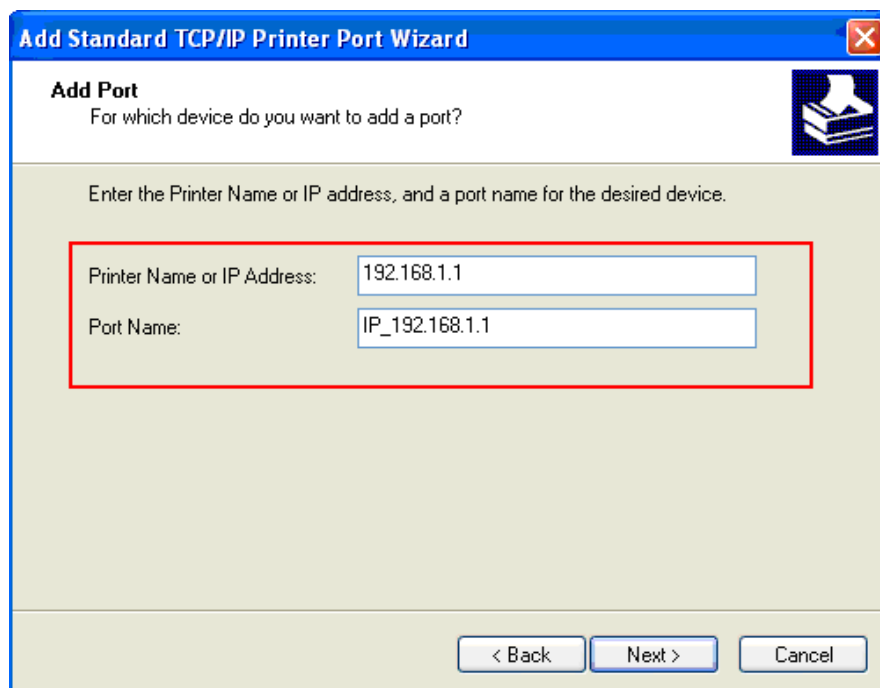 Add Standard TCP/IP Printer Port Wizard
Add Port
For which device do you want to add a port?
Enter the Printer Name or IP address, and a port name for the desired device.
Printer Name or IP Address: 192.168.1.1
Port Name: IP_192.168.1.1
< Back Next > Cancel